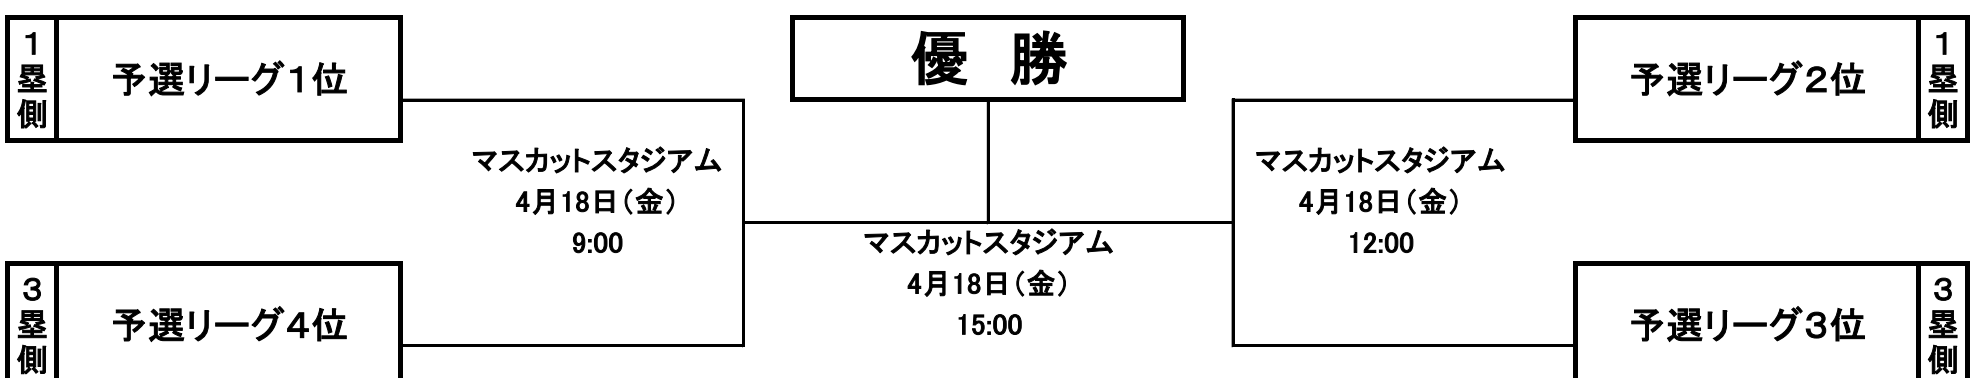 1塁側
予選リーグ1位
優　勝
予選リーグ2位
1塁側
マスカットスタジアム
4月18日（金）
9:00
マスカットスタジアム
4月18日（金）
12:00
マスカットスタジアム
4月18日（金）
15:00
3塁側
予選リーグ4位
予選リーグ3位
3塁側